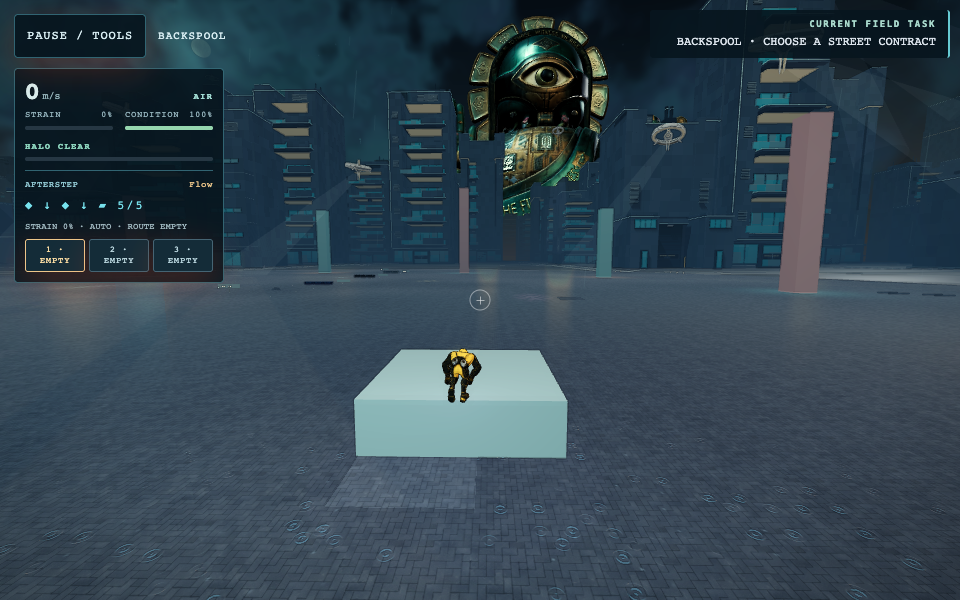 PAUSE / TOOLS
BACKSPOOL
CURRENT FIELD TASK
BACKSPOOL • CHOOSE A STREET CONTRACT
0 m/s
AIR
STRAIN 0%
CONDITION 100%
HALO CLEAR
AFTERSTEP
Flow
5/5
STRAIN 0% · AUTO · ROUTE EMPTY
1 · EMPTY
2 · EMPTY
3 · EMPTY